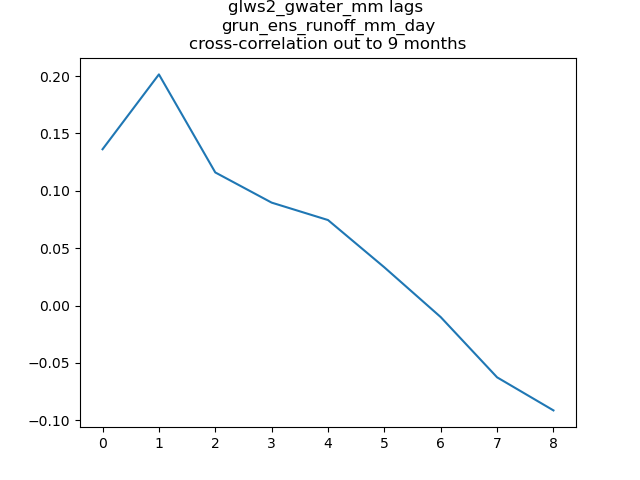 glws2_gwater_mm lags
grun_ens_runoff_mm_day
cross-correlation out to 9 months
0.20
0.15
0.10
0.05
0.00
−0.05
−0.10
0 1 2 3 4 5 6 7 8